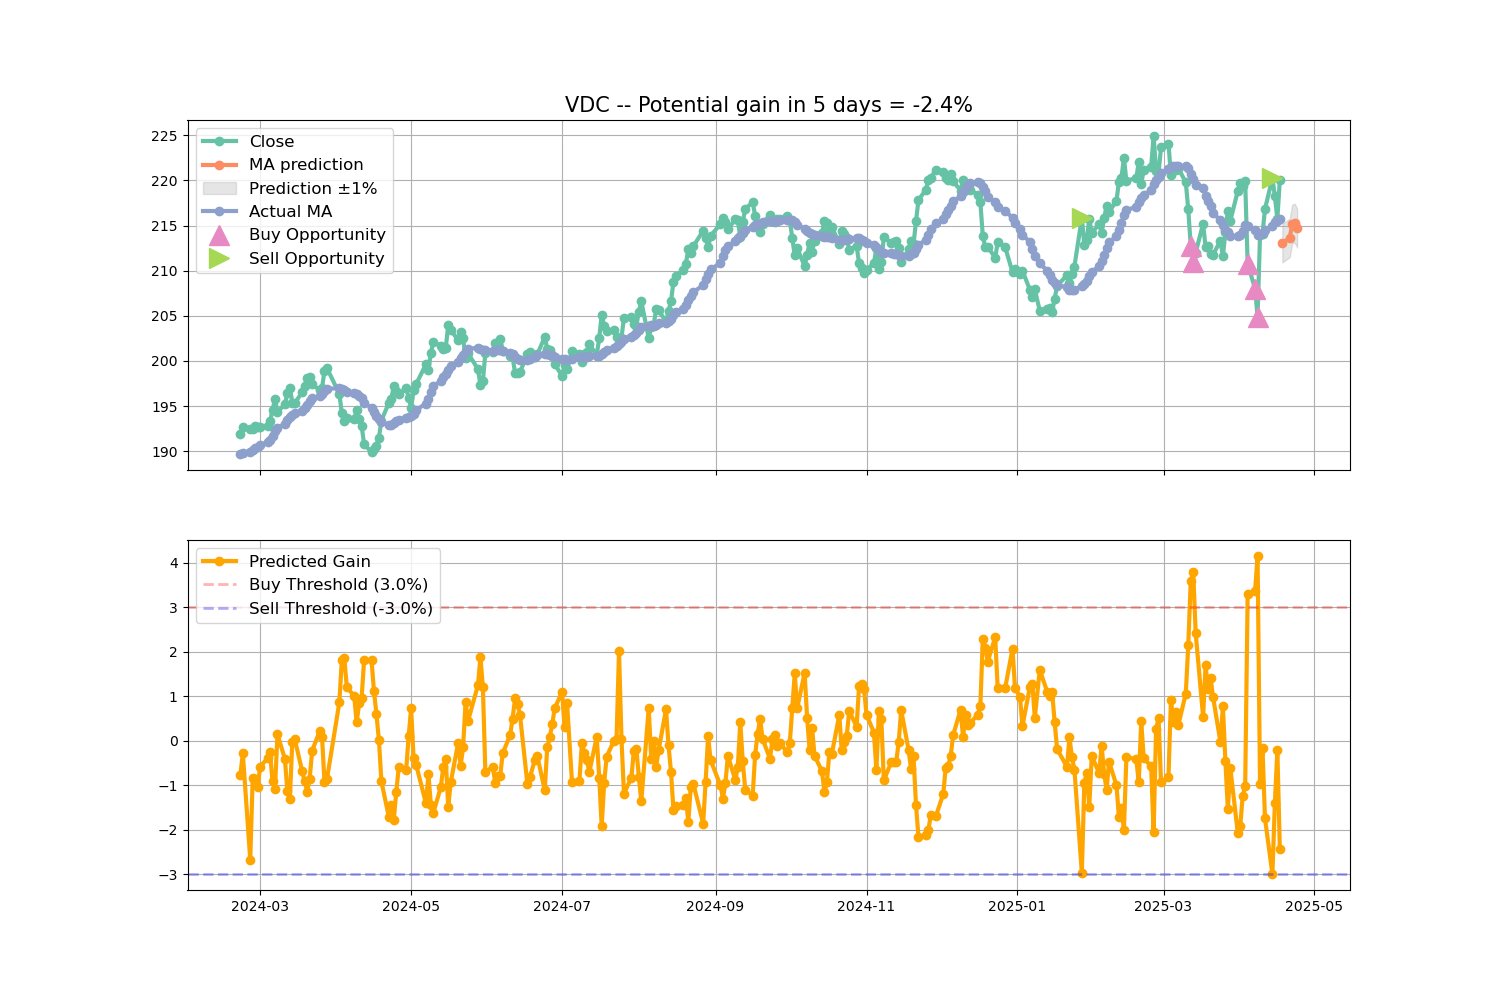 VDC -- Potential gain in 5 days = -2.4%
225
220
215
210
205
200
195
190
Close
MA prediction
Prediction ±1%
Actual MA
Buy Opportunity
Sell Opportunity
4
3
2
1
0
−1
−2
−3
Predicted Gain
Buy Threshold (3.0%)
Sell Threshold (-3.0%)
2024-03
2024-05
2024-07
2024-09
2024-11
2025-01
2025-03
2025-05